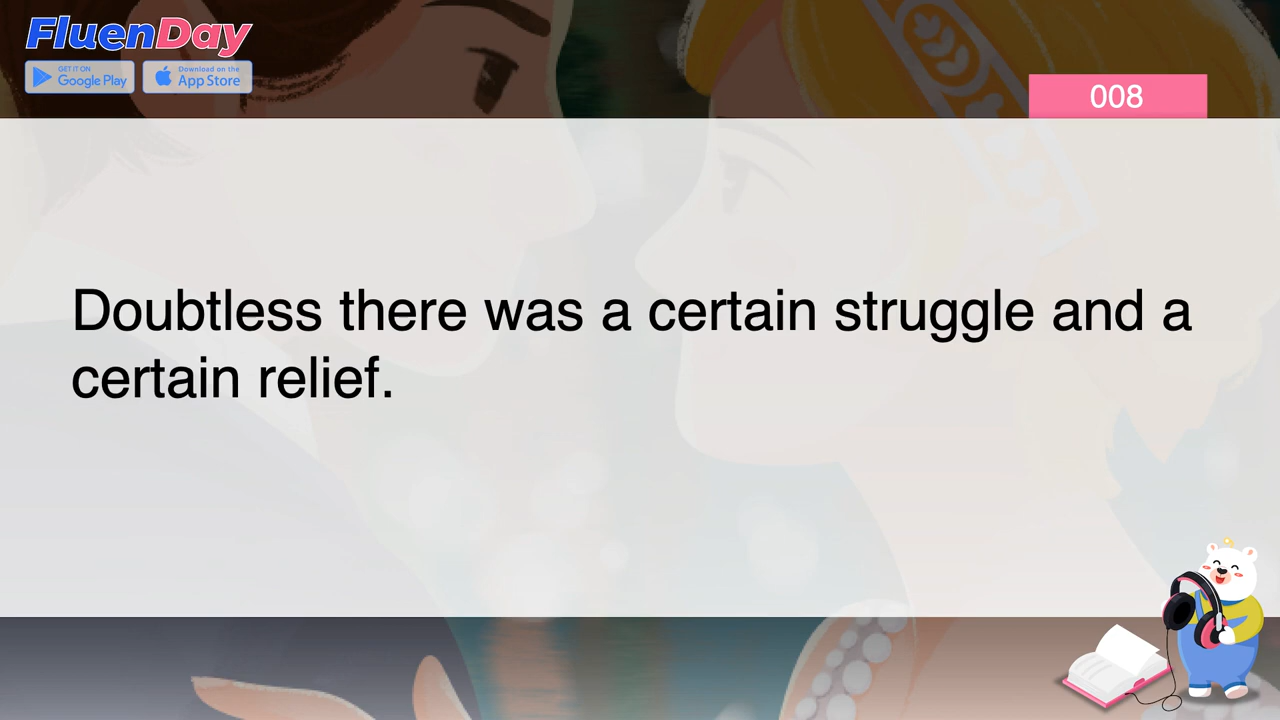 FluenDay
GET IT ON
Google Play
Download on the
App Store
008
Doubtless there was a certain struggle and a
certain relief.